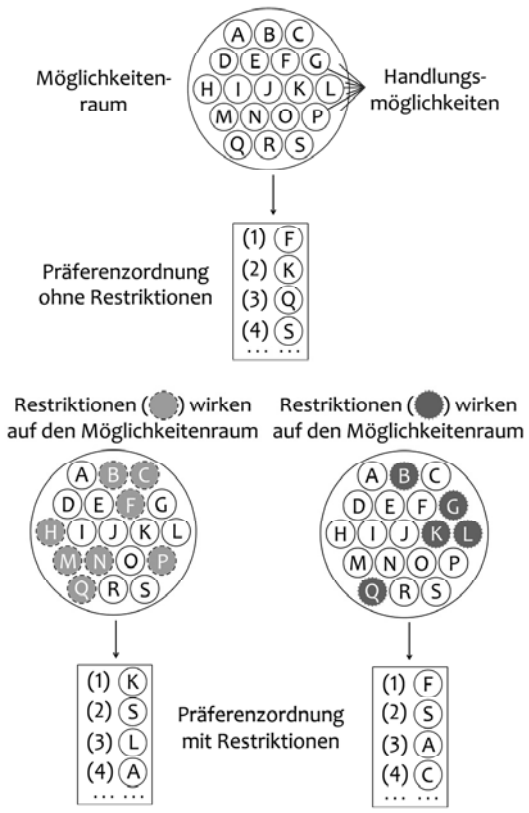 A B C
D E F G
Möglichkeiten-
raum
H I J K L
Handlungs-
möglichkeiten
M N O P
Q R S
Präferenzordnung
ohne Restriktionen
(1) F
(2) K
(3) Q
(4) S
... ...
Restriktionen ( ) wirken
auf den Möglichkeitenraum
A B C
D E F G
H I J K L
M N O P
Q R S
(1) K
(2) S
(3) L
(4) A
... ...
Restriktionen ( ) wirken
auf den Möglichkeitenraum
A B C
D E F G
H I J K L
M N O P
Q R S
Präferenzordnung
mit Restriktionen
(1) F
(2) S
(3) A
(4) C
... ...